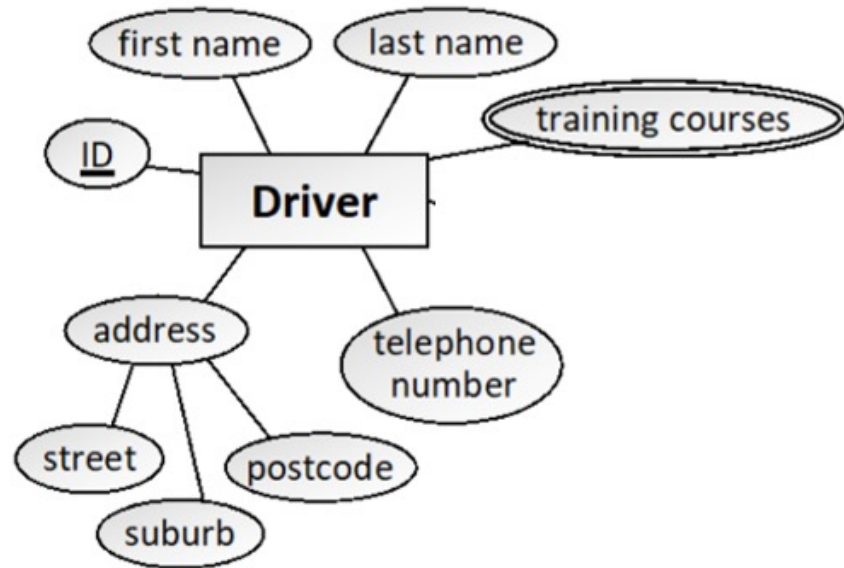 first name
last name
training courses
ID
Driver
address
telephone
number
street
postcode
suburb